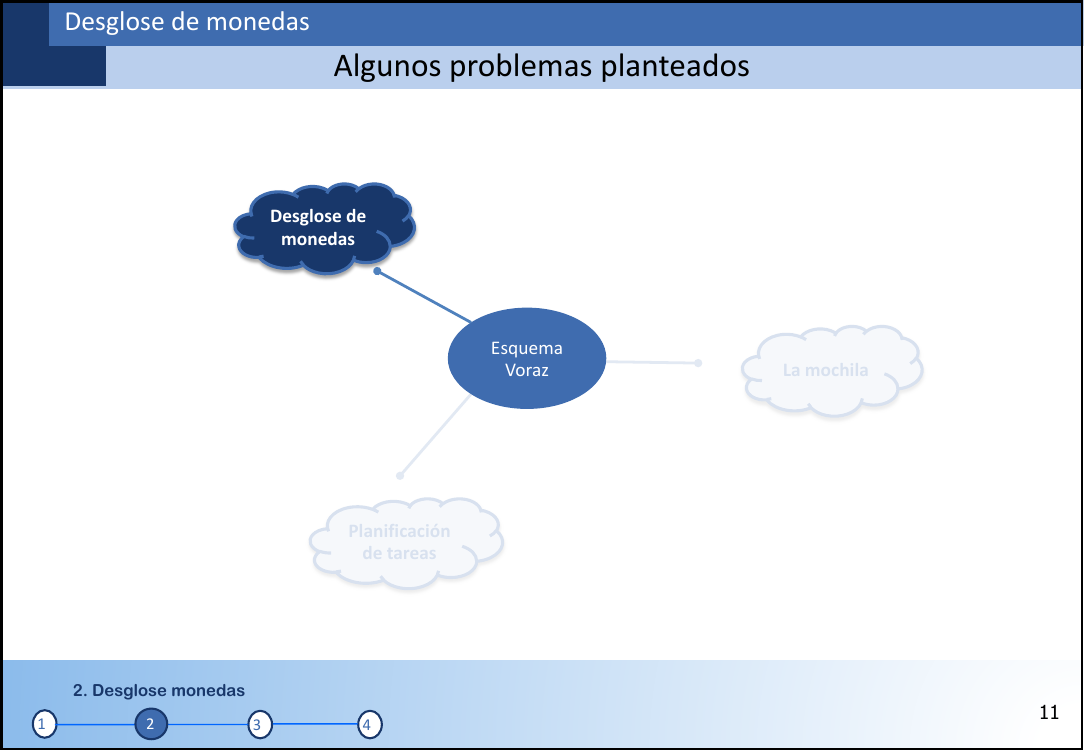 Desglose de monedas
Algunos problemas planteados
Desglose de
monedas
Esquema
Voraz
La mochila
Planificación
de tareas
2. Desglose monedas
1 2 3 4
11